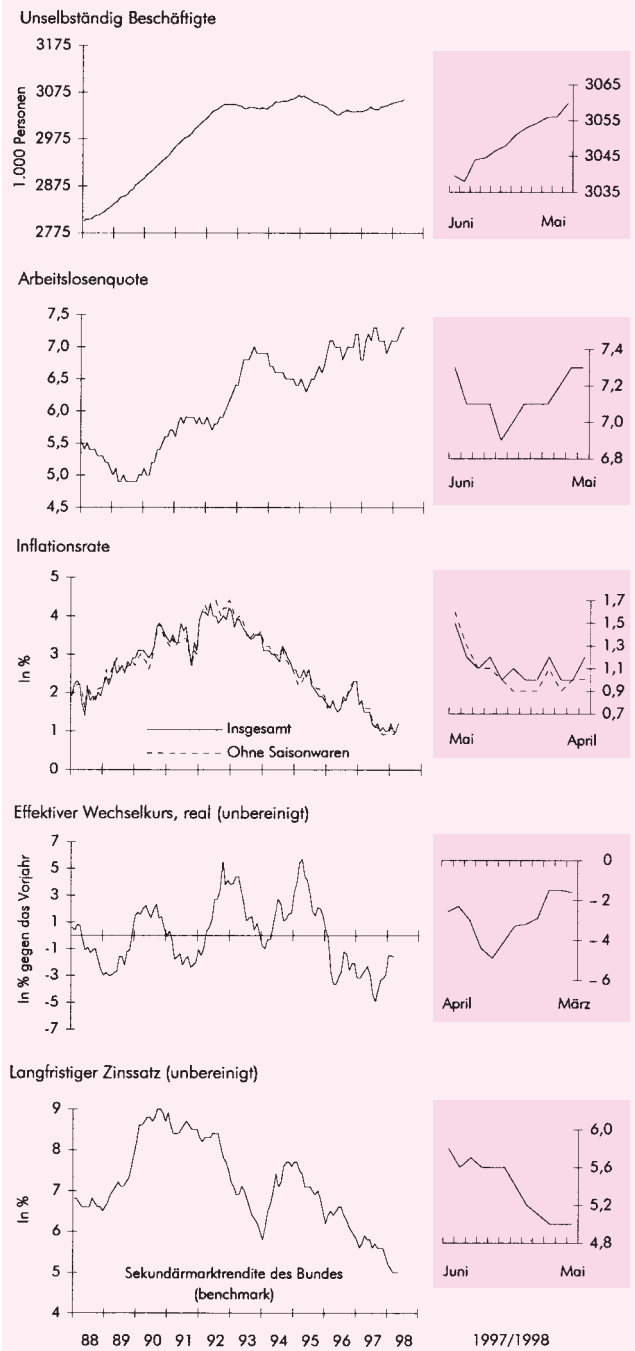 Unselbständig Beschäftigte
3175
3075
2975
2875
2775
1.000 Personen
3065
3055
3045
3035
Juni Mai
Arbeitslosenquote
7,5
7,0
6,5
6,0
5,5
5,0
4,5
7,4
7,2
7,0
6,8
Juni Mai
Inflationsrate
5
4
3
2
1
0
In %
Insgesamt
Ohne Saisonwaren
1,7
1,5
1,3
1,1
0,9
0,7
Mai April
Effektiver Wechselkurs, real (unbereinigt)
7
5
3
1
-1
-3
-5
-7
In % gegen das Vorjahr
0
-2
-4
-6
April März
Langfristiger Zinssatz (unbereinigt)
9
8
7
6
5
4
In %
Sekundärmarktrendite des Bundes
(benchmark)
6,0
5,6
5,2
4,8
Juni Mai
88 89 90 91 92 93 94 95 96 97 98 1997/1998